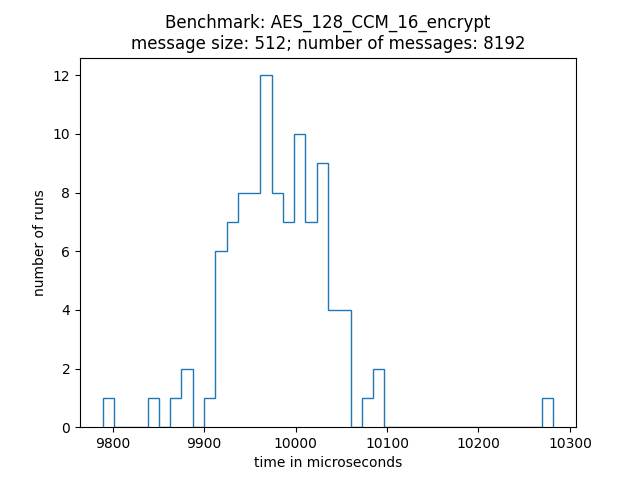 Benchmark: AES_128_CCM_16_encrypt
message size: 512; number of messages: 8192
12
10
8
6
4
2
0
number of runs
9800 9900 10000 10100 10200 10300
time in microseconds